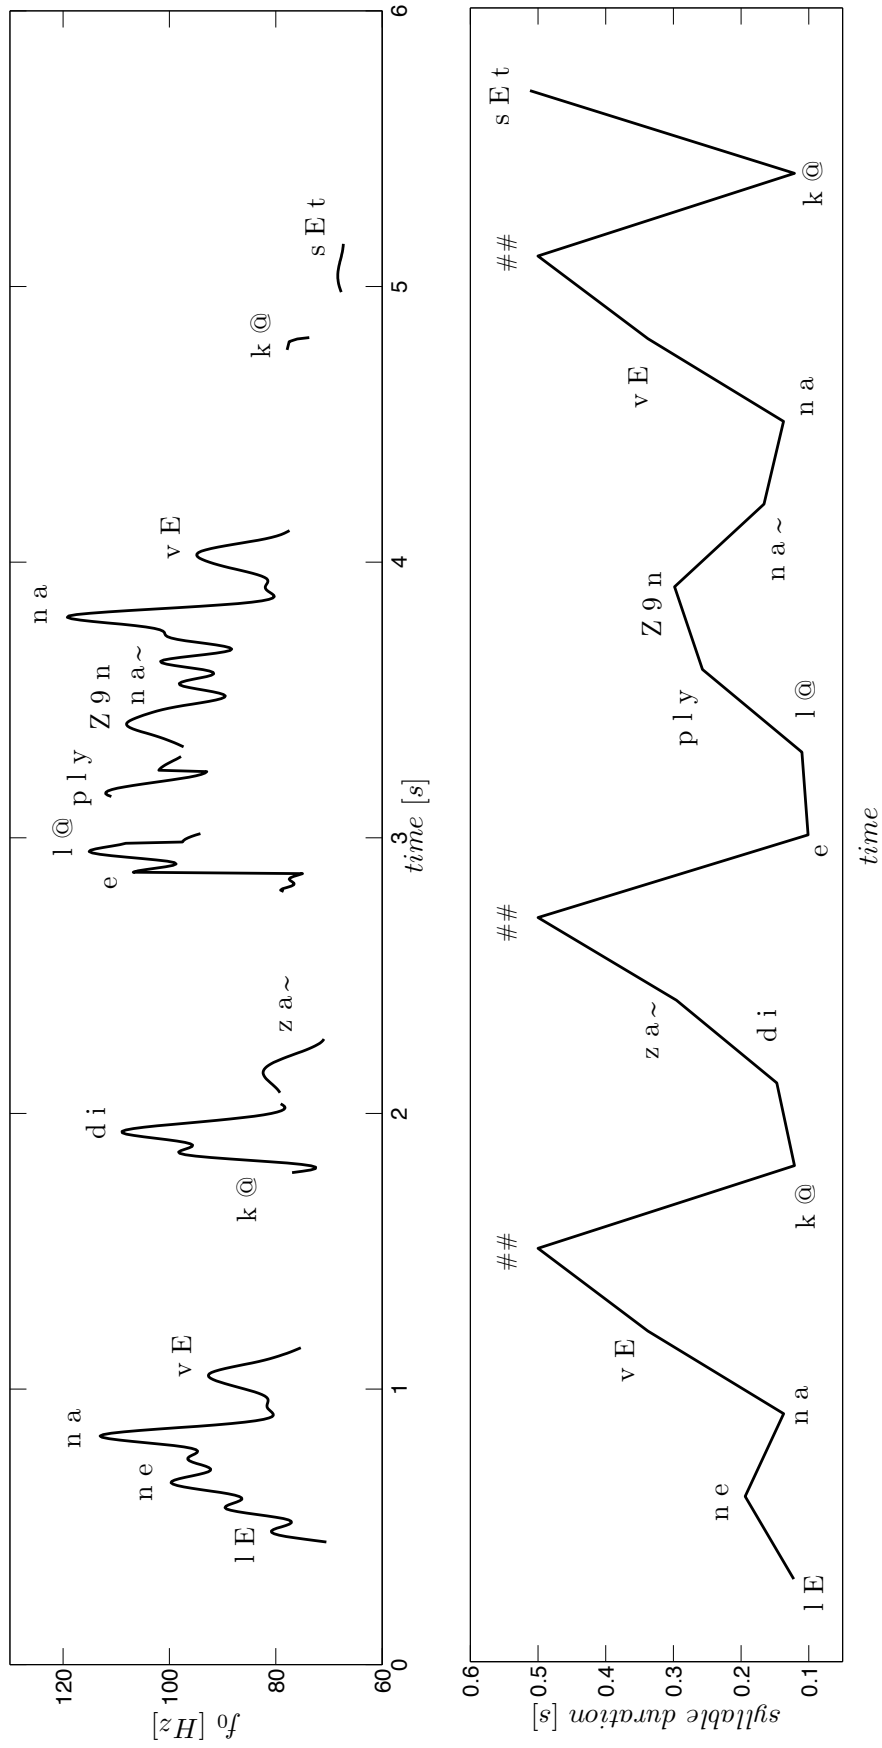 120
100
80
60
f0 [Hz]
0
1
2
3
4
5
6
time [s]
l E
n e
n a
v E
k @
d i
z a~
e
l @
p l y
Z 9 n
n a~
n a
v E
k @
s E t
0.6
0.5
0.4
0.3
0.2
0.1
syllable duration [s]
time
l E
n e
n a
v E
##
k @
d i
z a~
##
e
l @
p l y
Z 9 n
n a~
n a
v E
##
k @
s E t